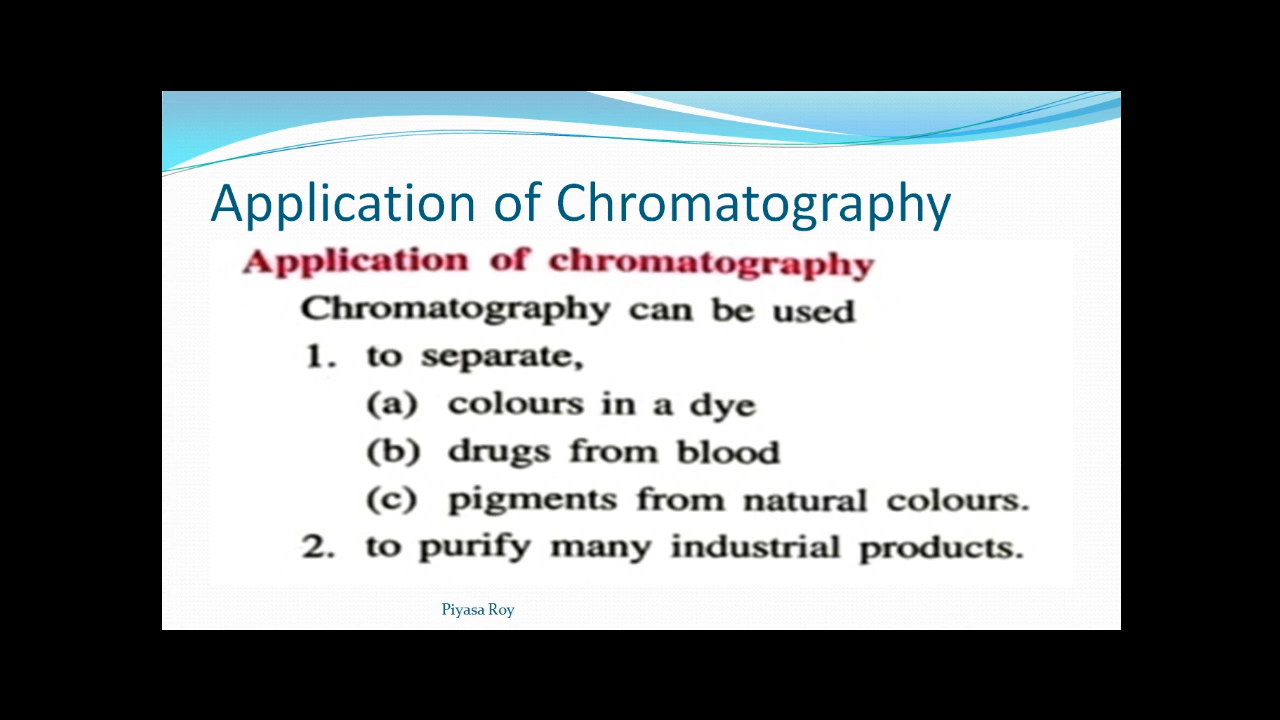 Application of Chromatography
Application of chromatography
Chromatography can be used
1. to separate,
(a) colours in a dye
(b) drugs from blood
(c) pigments from natural colours.
2. to purify many industrial products.
Piyasa Roy